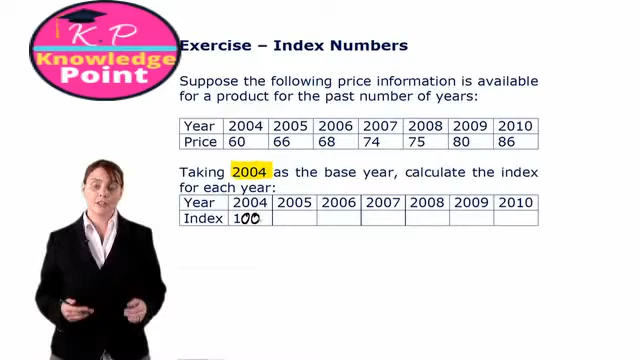 K.P
Knowledge
Point
Exercise – Index Numbers
Suppose the following price information is available
for a product for the past number of years:
Year 2004 2005 2006 2007 2008 2009 2010
Price 60 66 68 74 75 80 86
Taking 2004 as the base year, calculate the index
for each year:
Year 2004 2005 2006 2007 2008 2009 2010
Index 100